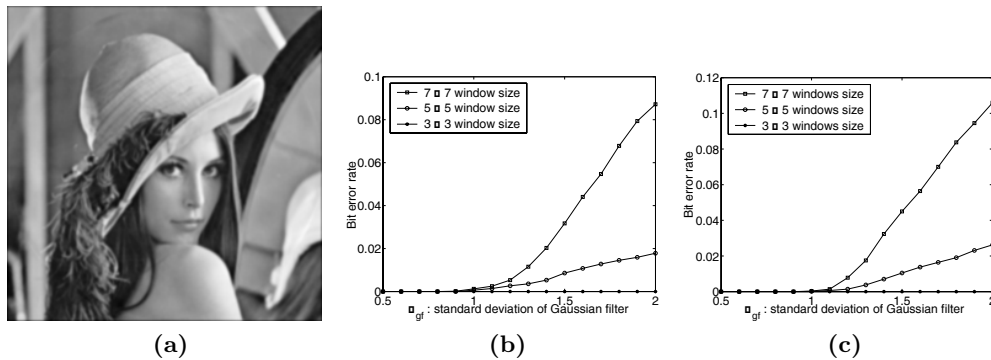 0.1
0.08
0.06
0.04
0.02
0
Bit error rate
7 □ 7 window size
5 □ 5 window size
3 □ 3 window size
0.5
1
1.5
2
□gf : standard deviation of Gaussian filter
0.12
0.1
0.08
0.06
0.04
0.02
0
Bit error rate
7 □ 7 windows size
5 □ 5 windows size
3 □ 3 windows size
0.5
1
1.5
2
□gf : standard deviation of Gaussian filter
(a)
(b)
(c)